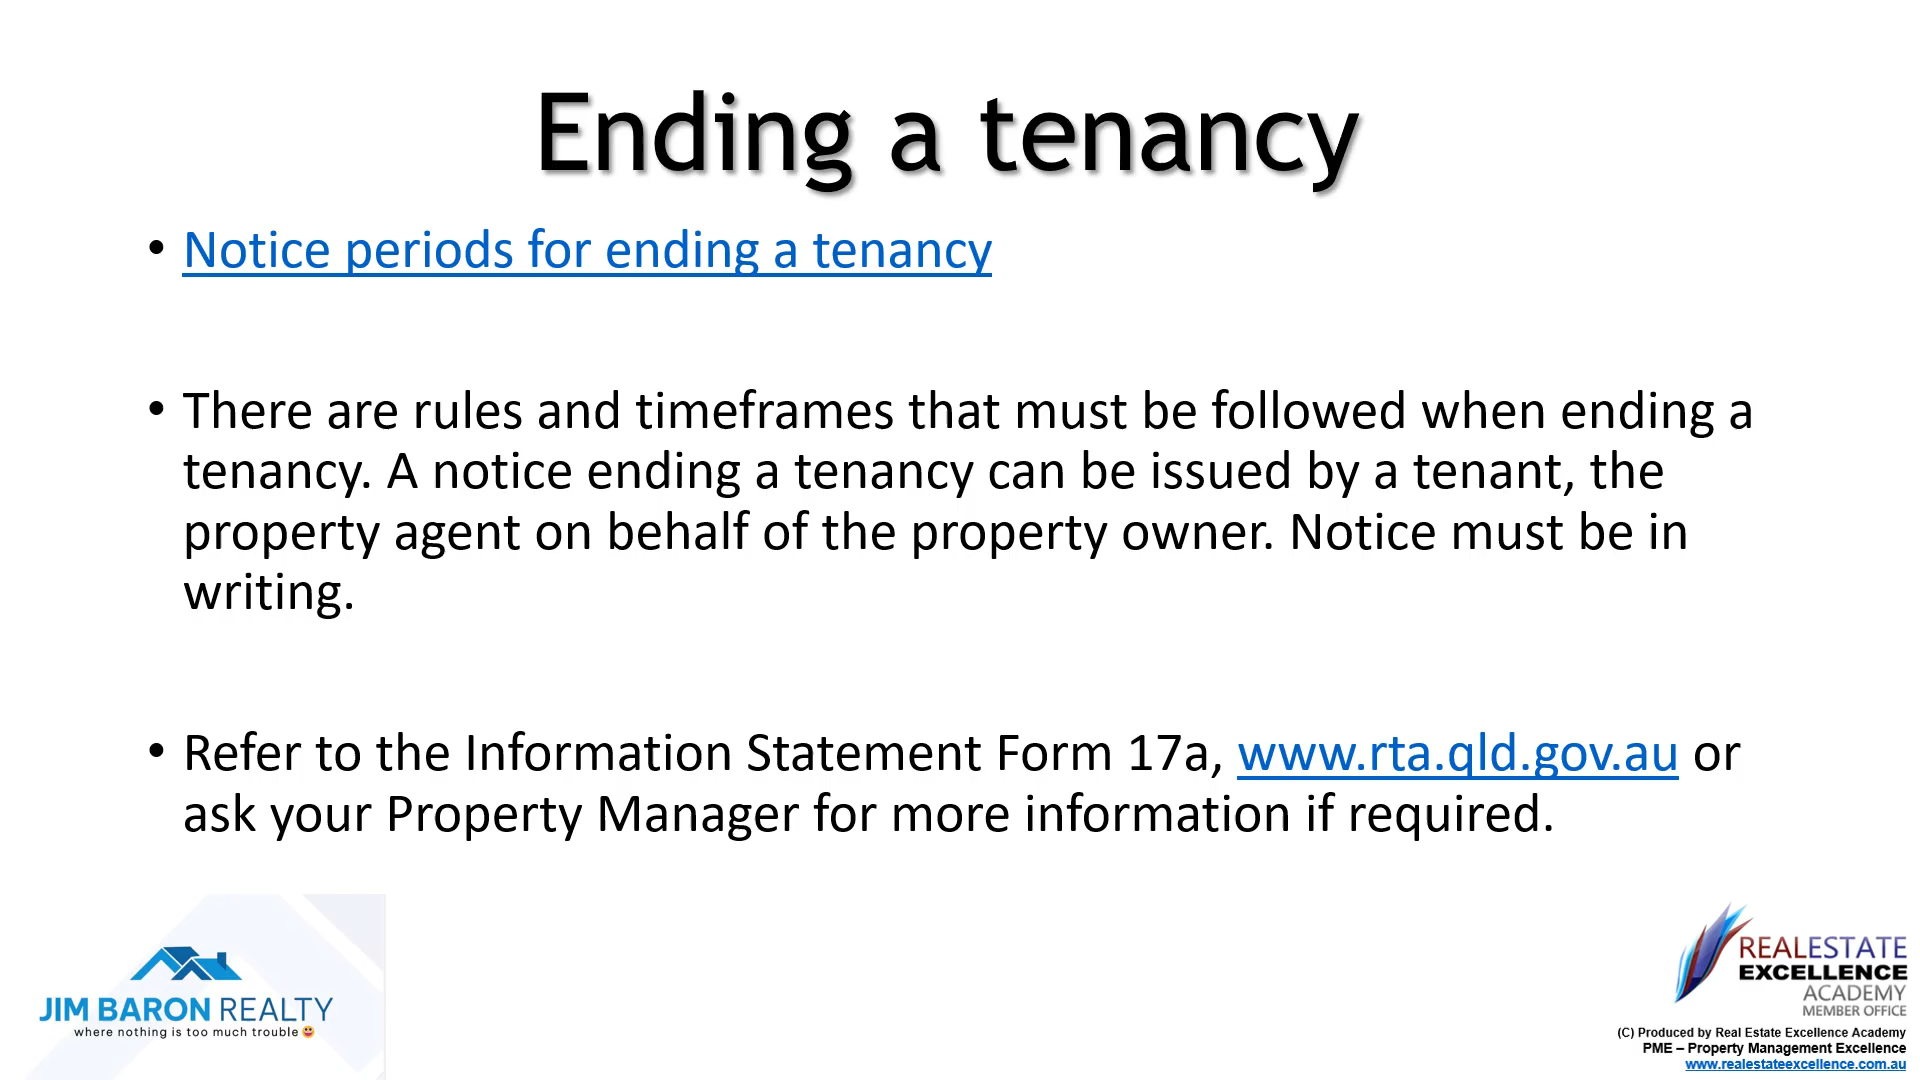 Ending a tenancy
• Notice periods for ending a tenancy
• There are rules and timeframes that must be followed when ending a
tenancy. A notice ending a tenancy can be issued by a tenant, the
property agent on behalf of the property owner. Notice must be in
writing.
• Refer to the Information Statement Form 17a, www.rta.qld.gov.au or
ask your Property Manager for more information if required.
JIM BARON REALTY
where nothing is too much trouble 😃
REALESTATE
EXCELLENCE
ACADEMY
MEMBER OFFICE
(C) Produced by Real Estate Excellence Academy
PME – Property Management Excellence
www.realestateexcellence.com.au